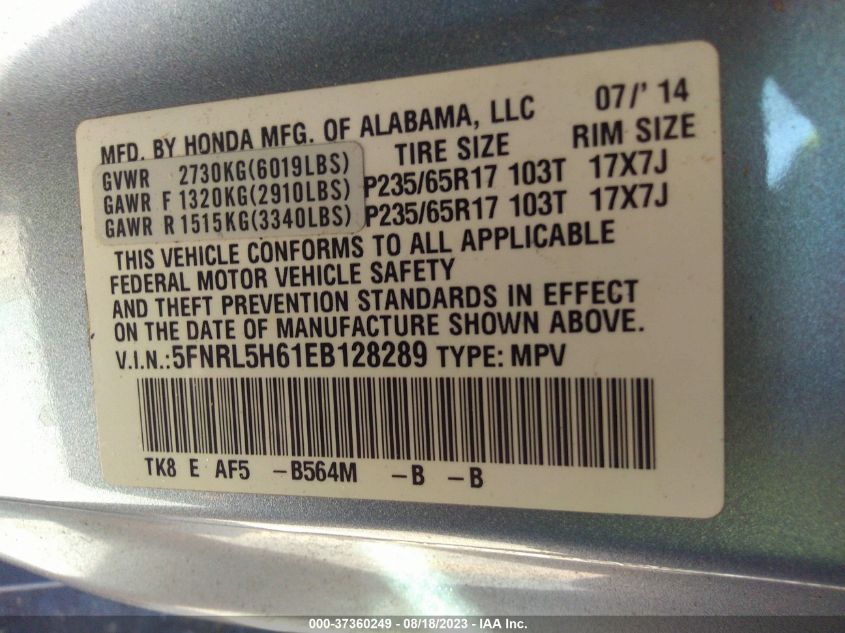 MFD. BY HONDA MFG. OF ALABAMA, LLC 07/' 14
TIRE SIZE RIM SIZE
GVWR 2730KG(6019LBS)
GAWR F 1320KG(2910LBS) P235/65R17 103T 17X7J
GAWR R 1515KG(3340LBS) P235/65R17 103T 17X7J
THIS VEHICLE CONFORMS TO ALL APPLICABLE
FEDERAL MOTOR VEHICLE SAFETY
AND THEFT PREVENTION STANDARDS IN EFFECT
ON THE DATE OF MANUFACTURE SHOWN ABOVE.
V.I.N.:5FNRL5H61EB128289 TYPE: MPV
TK8 E AF5 -B564M -B -B
000-37360249 - 08/18/2023 - IAA Inc.